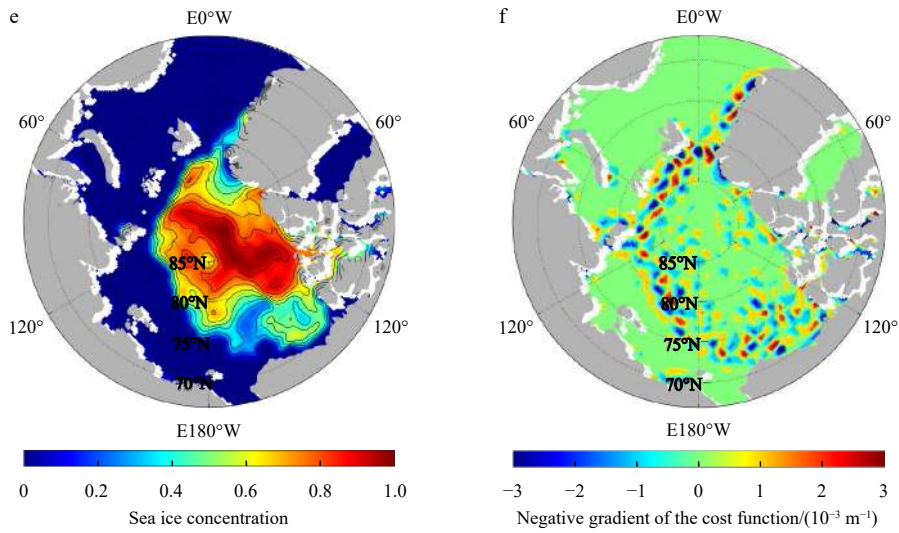 e
f
E0°W
E0°W
60°
60°
60°
60°
85°N
85°N
80°N
80°N
120°
120°
120°
120°
75°N
75°N
70°N
70°N
E180°W
E180°W
0 0.2 0.4 0.6 0.8 1.0
−3 −2 −1 0 1 2 3
Sea ice concentration
Negative gradient of the cost function/(10⁻³ m⁻¹)